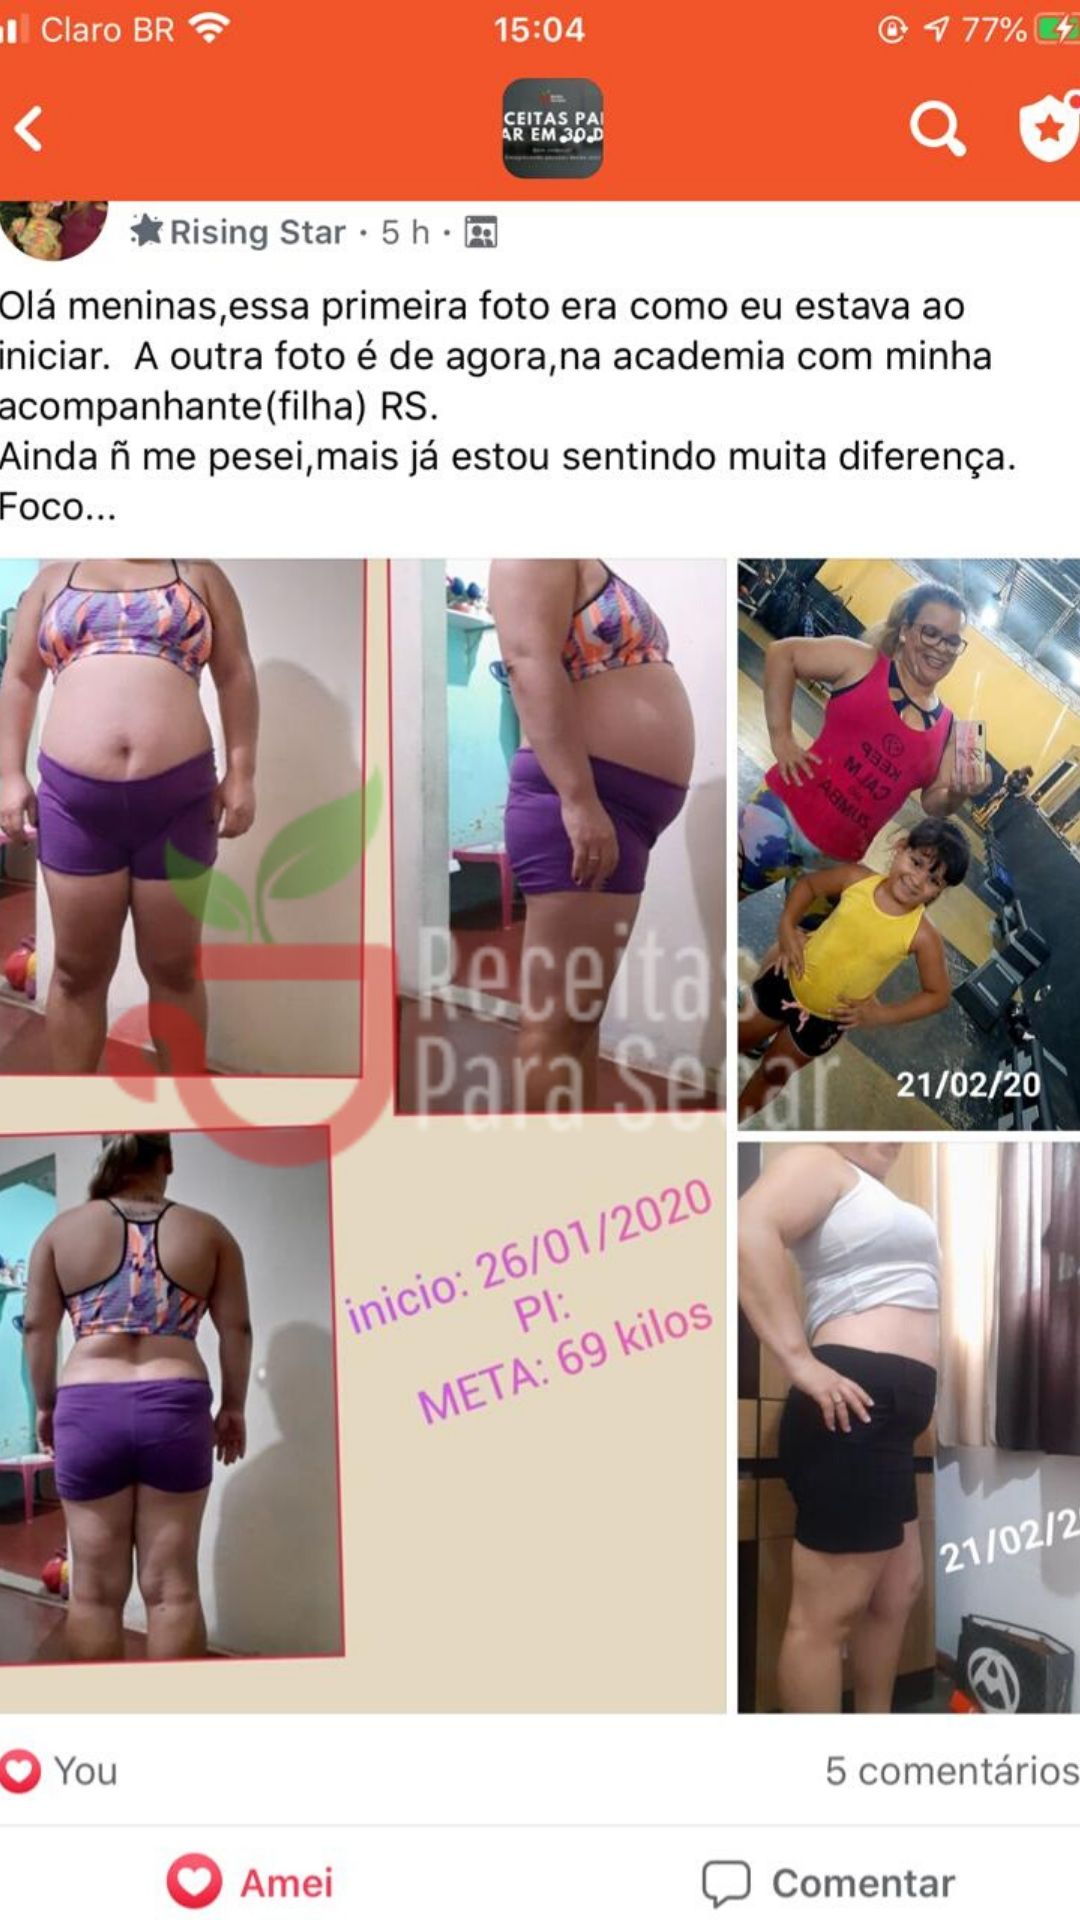 Claro BR 15:04 77%
CEITAS PA
AR EM 30 D
Rising Star · 5 h ·
Olá meninas,essa primeira foto era como eu estava ao
iniciar.  A outra foto é de agora,na academia com minha
acompanhante(filha) RS.
Ainda ñ me pesei,mais já estou sentindo muita diferença.
Foco...
KEEP
CALM
ZUMBA
21/02/20
Receitas
Para Secar
inicio: 26/01/2020
PI:
META: 69 kilos
21/02/2
You
5 comentários
Amei
Comentar